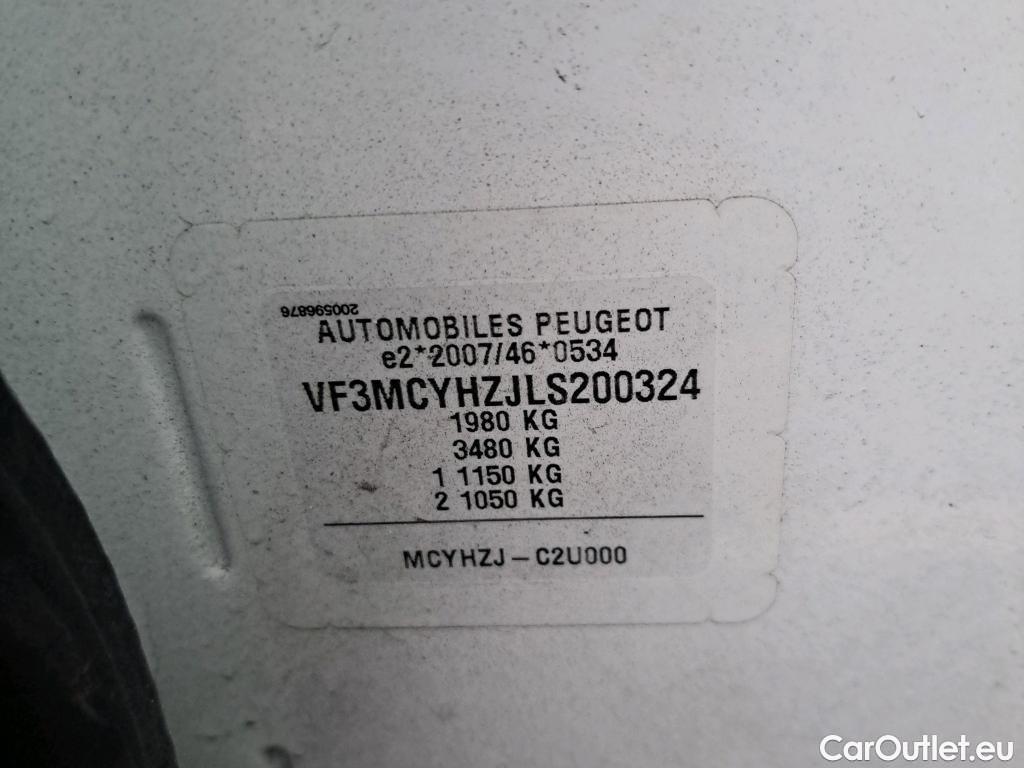 200596876
AUTOMOBILES PEUGEOT
e2*2007/46*0534
VF3MCYHZJLS200324
1980 KG
3480 KG
1 1150 KG
2 1050 KG
MCYHZJ – C2U000
CarOutlet.eu